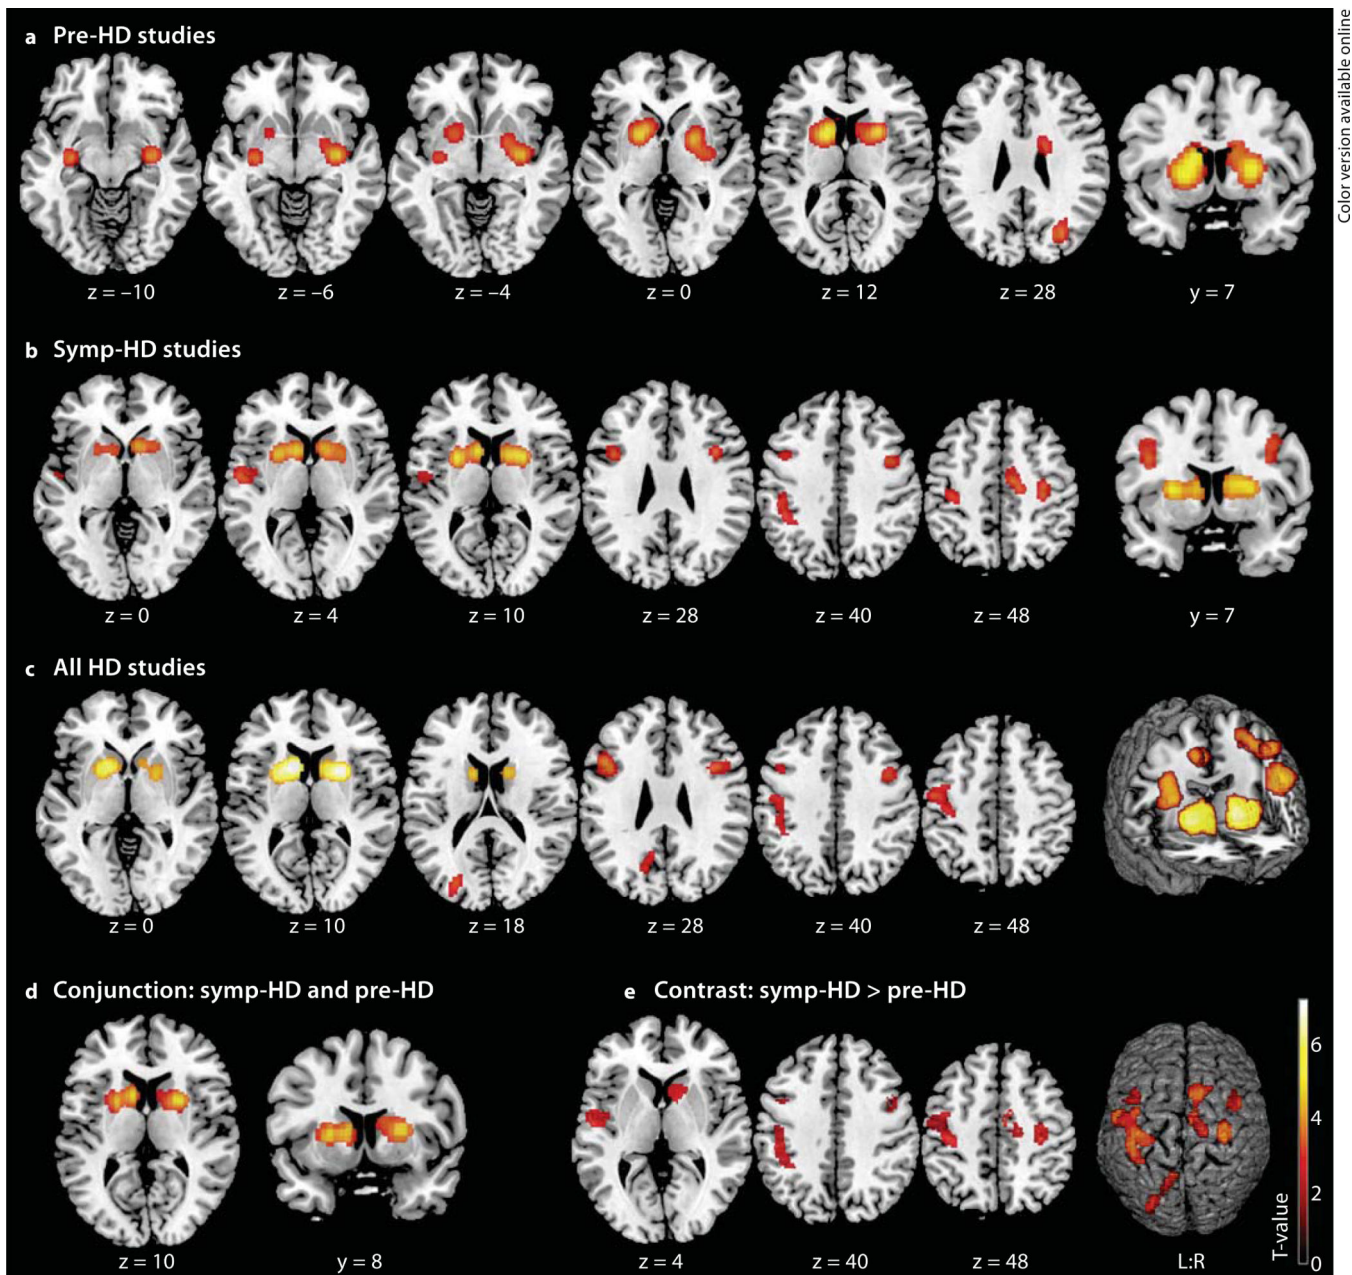 Color version available online
a Pre-HD studies
z = –10
z = –6
z = –4
z = 0
z = 12
z = 28
y = 7
b Symp-HD studies
z = 0
z = 4
z = 10
z = 28
z = 40
z = 48
y = 7
c All HD studies
z = 0
z = 10
z = 18
z = 28
z = 40
z = 48
d Conjunction: symp-HD and pre-HD
e Contrast: symp-HD > pre-HD
z = 10
y = 8
z = 4
z = 40
z = 48
L:R
T-value
6
4
2
0